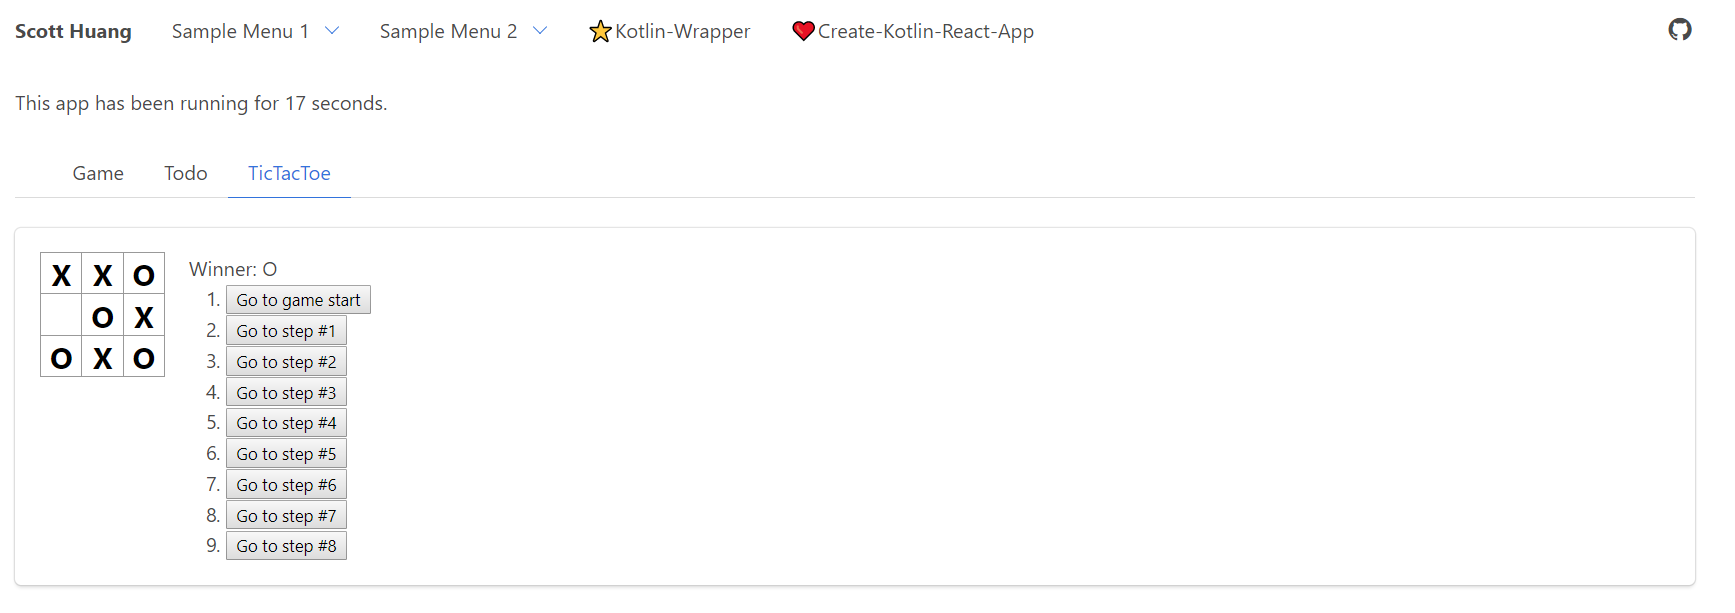 Scott Huang Sample Menu 1 Sample Menu 2 ⭐Kotlin-Wrapper ❤️Create-Kotlin-React-App
This app has been running for 17 seconds.
Game Todo TicTacToe
X X O
O X
O X O
Winner: O
1. Go to game start
2. Go to step #1
3. Go to step #2
4. Go to step #3
5. Go to step #4
6. Go to step #5
7. Go to step #6
8. Go to step #7
9. Go to step #8